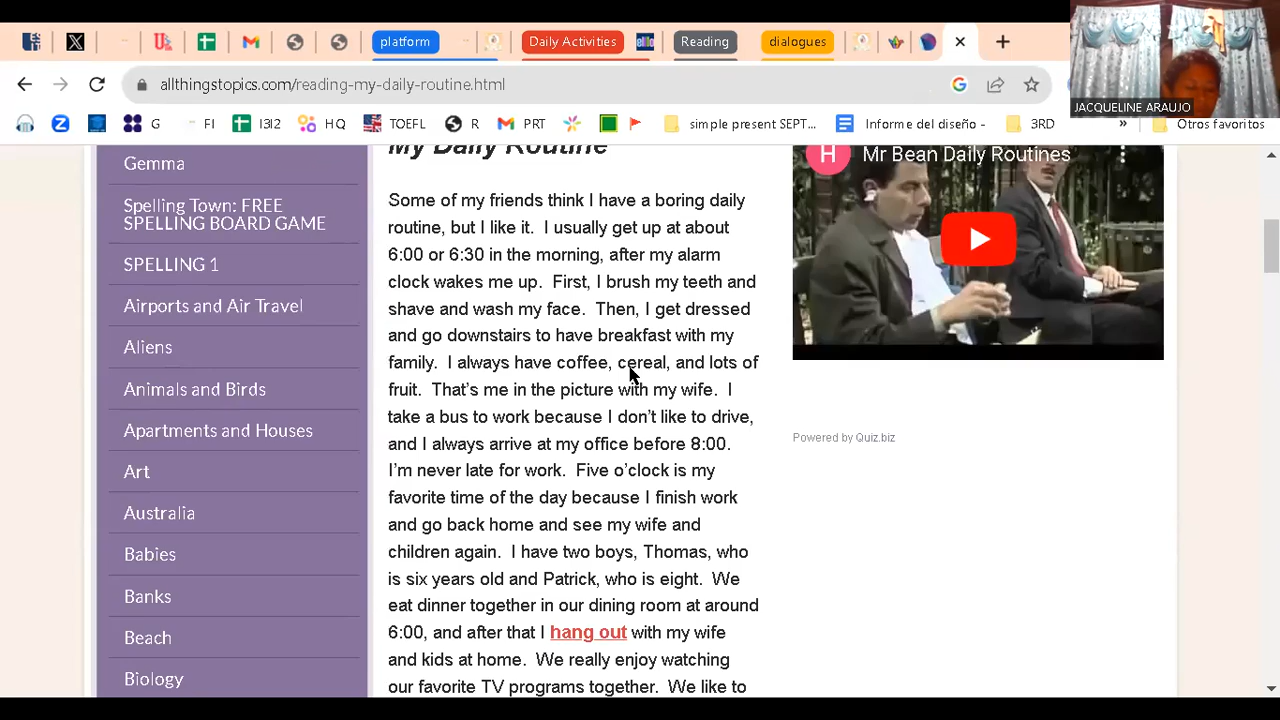 platform
Daily Activities
Reading
dialogues
allthingstopics.com/reading-my-daily-routine.html
JACQUELINE ARAUJO
G
FI
I3I2
HQ
TOEFL
R
PRT
simple present SEPT...
Informe del diseño -
3RD
Otros favoritos
Gemma
Spelling Town: FREE
SPELLING BOARD GAME
SPELLING 1
Airports and Air Travel
Aliens
Animals and Birds
Apartments and Houses
Art
Australia
Babies
Banks
Beach
Biology
My Daily Routine
Some of my friends think I have a boring daily
routine, but I like it. I usually get up at about
6:00 or 6:30 in the morning, after my alarm
clock wakes me up. First, I brush my teeth and
shave and wash my face. Then, I get dressed
and go downstairs to have breakfast with my
family. I always have coffee, cereal, and lots of
fruit. That's me in the picture with my wife. I
take a bus to work because I don't like to drive,
and I always arrive at my office before 8:00.
I'm never late for work. Five o'clock is my
favorite time of the day because I finish work
and go back home and see my wife and
children again. I have two boys, Thomas, who
is six years old and Patrick, who is eight. We
eat dinner together in our dining room at around
6:00, and after that I hang out with my wife
and kids at home. We really enjoy watching
our favorite TV programs together. We like to
H
Mr Bean Daily Routines
Powered by Quiz.biz